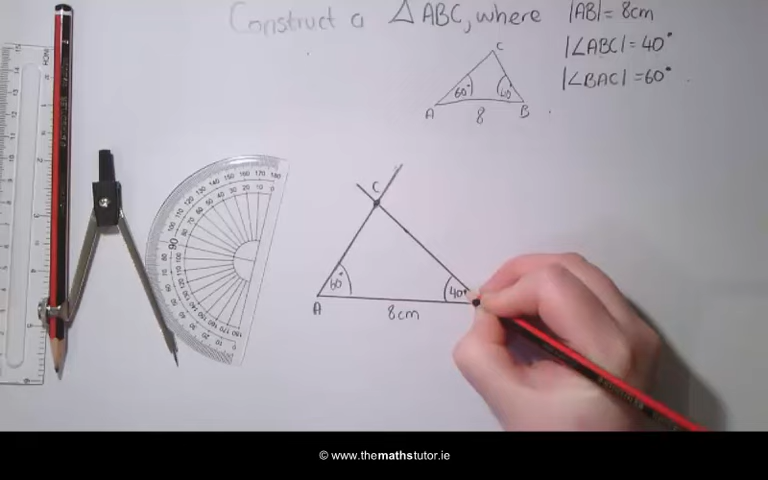 Construct a △ABC, where |AB| = 8cm
|∠ABC| = 40°
|∠BAC| = 60°
C
60° 40°
A 8 B
C
60° 40°
A 8cm
© www.themathstutor.ie